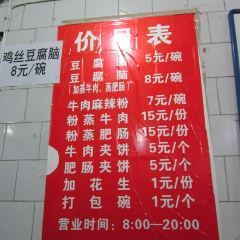 鸡丝豆腐脑
8元/碗
价目表
豆腐脑 5元/碗
豆腐脑 8元/碗
(加蒸牛肉、蒸肥肠)
牛肉麻辣粉 7元/碗
粉蒸牛肉 15元/份
粉蒸肥肠 15元/份
牛肉夹饼 5元/个
肥肠夹饼 5元/个
加花生 1元/份
打包碗 1元/个
营业时间：8:00--20:00